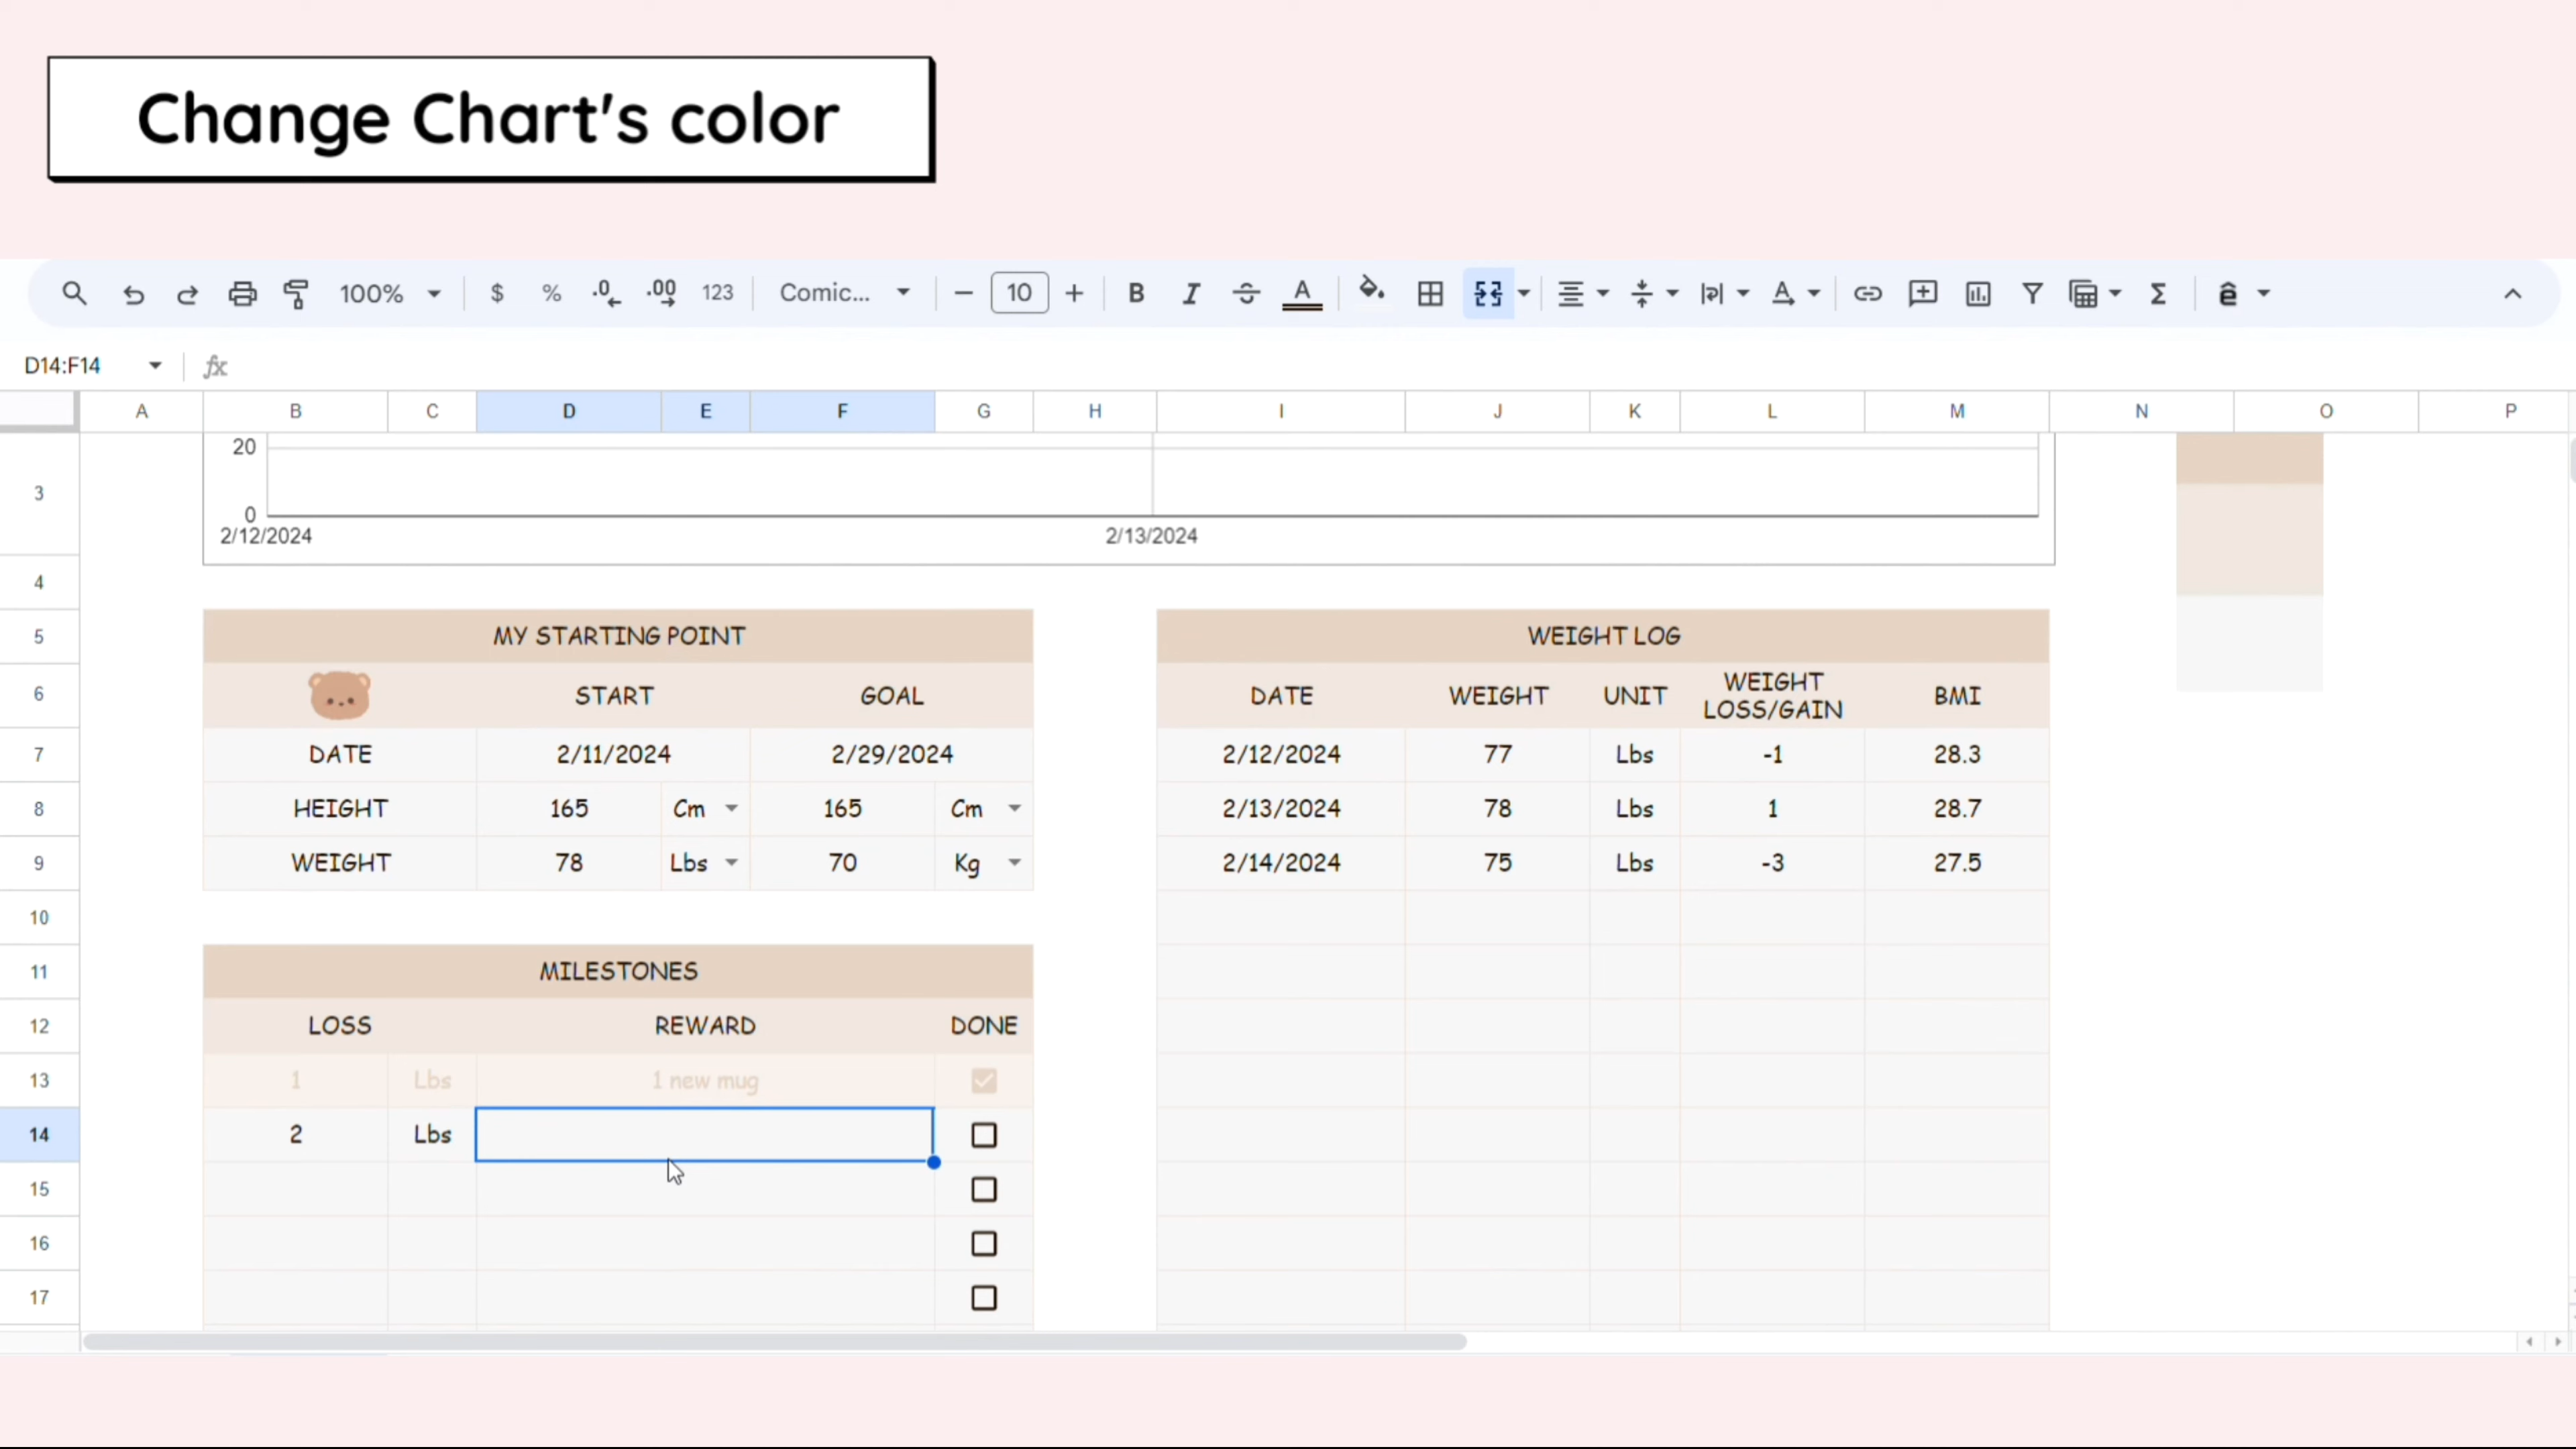 Change Chart's color
100% $ % .0 .00 123 Comic... 10 B I A A Σ ê
D14:F14 fx
A B C D E F G H I J K L M N O P
20
3
0
2/12/2024 2/13/2024
4
5 MY STARTING POINT WEIGHT LOG
6 START GOAL DATE WEIGHT UNIT WEIGHT LOSS/GAIN BMI
7 DATE 2/11/2024 2/29/2024 2/12/2024 77 Lbs -1 28.3
8 HEIGHT 165 Cm 165 Cm 2/13/2024 78 Lbs 1 28.7
9 WEIGHT 78 Lbs 70 Kg 2/14/2024 75 Lbs -3 27.5
10
11 MILESTONES
12 LOSS REWARD DONE
13 1 Lbs 1 new mug
14 2 Lbs
15
16
17